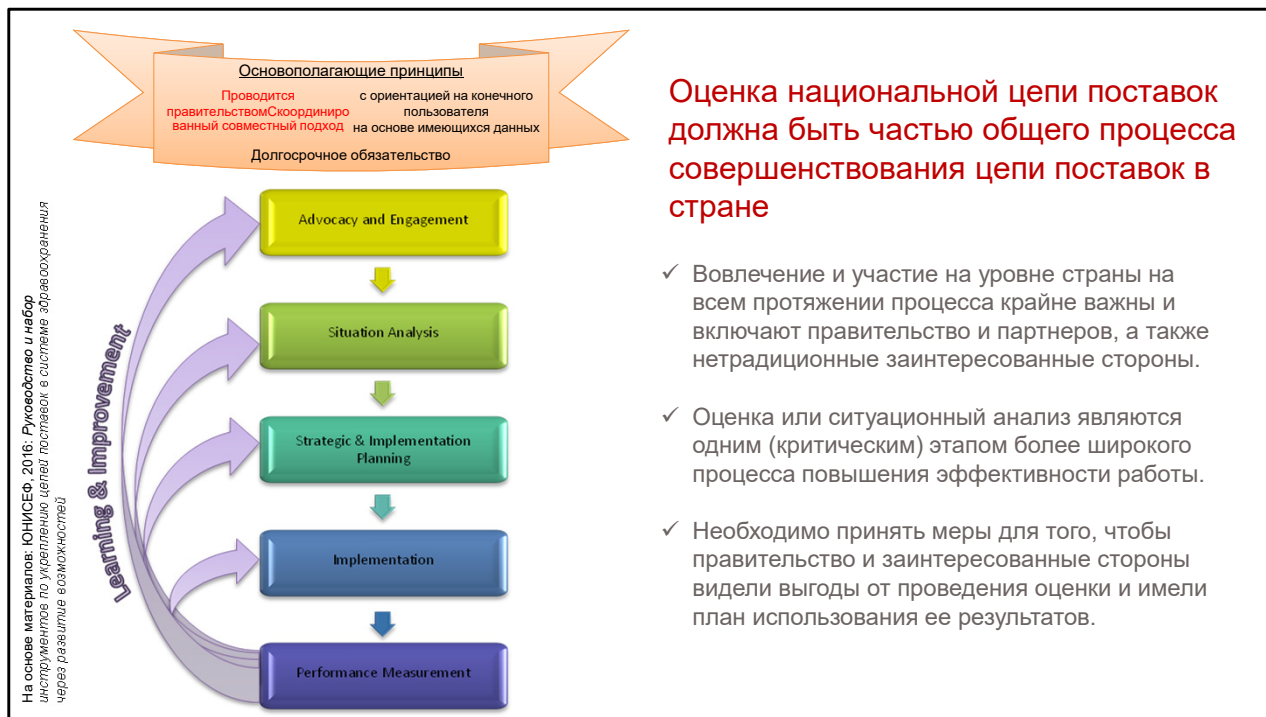 Основополагающие принципы
Проводится
правительствомСкоординиро
ванный совместный подход
с ориентацией на конечного
пользователя
на основе имеющихся данных
Долгосрочное обязательство
Advocacy and Engagement
Situation Analysis
Strategic & Implementation
Planning
Implementation
Performance Measurement
Learning & Improvement
На основе материалов: ЮНИСЕФ, 2016: Руководство и набор
инструментов по укреплению цепей поставок в системе здравоохранения
через развитие возможностей
Оценка национальной цепи поставок
должна быть частью общего процесса
совершенствования цепи поставок в
стране
✓ Вовлечение и участие на уровне страны на
всем протяжении процесса крайне важны и
включают правительство и партнеров, а также
нетрадиционные заинтересованные стороны.
✓ Оценка или ситуационный анализ являются
одним (критическим) этапом более широкого
процесса повышения эффективности работы.
✓ Необходимо принять меры для того, чтобы
правительство и заинтересованные стороны
видели выгоды от проведения оценки и имели
план использования ее результатов.